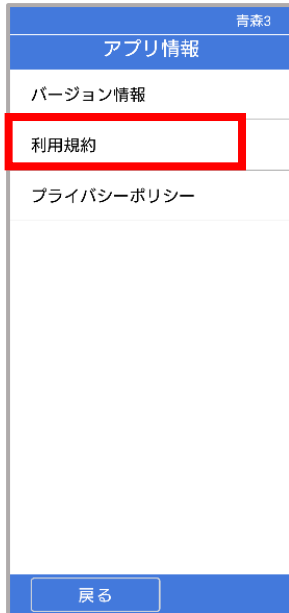 青森3
アプリ情報
バージョン情報
利用規約
プライバシーポリシー
戻る